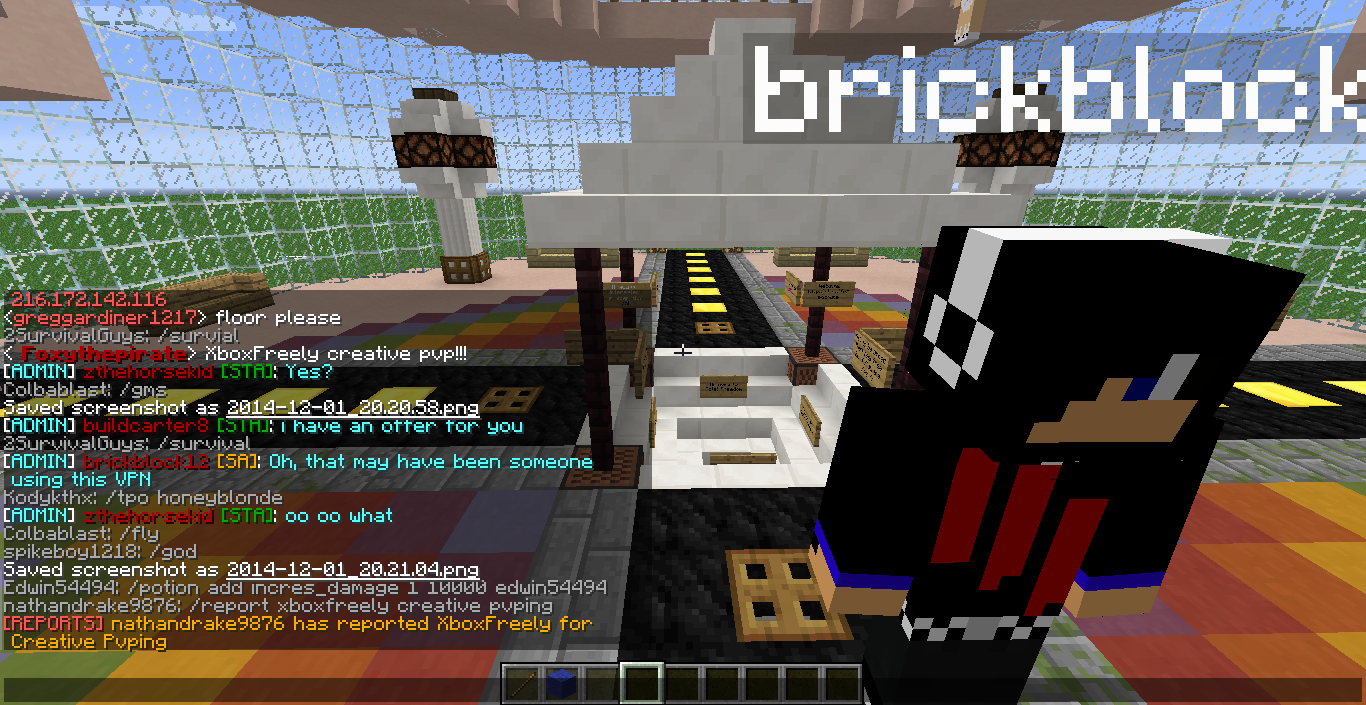 brickblock
216.172.142.116
<greggardiner1217> floor please
2SurvivalGuys: /survial
< Foxythepirate> XboxFreely creative pvp!!!
[ADMIN] zthehorsekid [STA]: Yes?
Colbablast: /gms
Saved screenshot as 2014-12-01_20.20.58.png
[ADMIN] buildcarter8 [STA]: i have an offer for you
2SurvivalGuys: /survival
[ADMIN] brickblock12 [SA]: Oh, that may have been someone
using this VPN
Kodykthx: /tpo honeyblonde
[ADMIN] zthehorsekid [STA]: oo oo what
Colbablast: /fly
spikeboy1218: /god
Saved screenshot as 2014-12-01_20.21.04.png
Edwin54494: /potion add incres_damage 1 10000 edwin54494
nathandrake9876: /report xboxfreely creative pvping
[REPORTS] nathandrake9876 has reported XboxFreely for
Creative Pvping